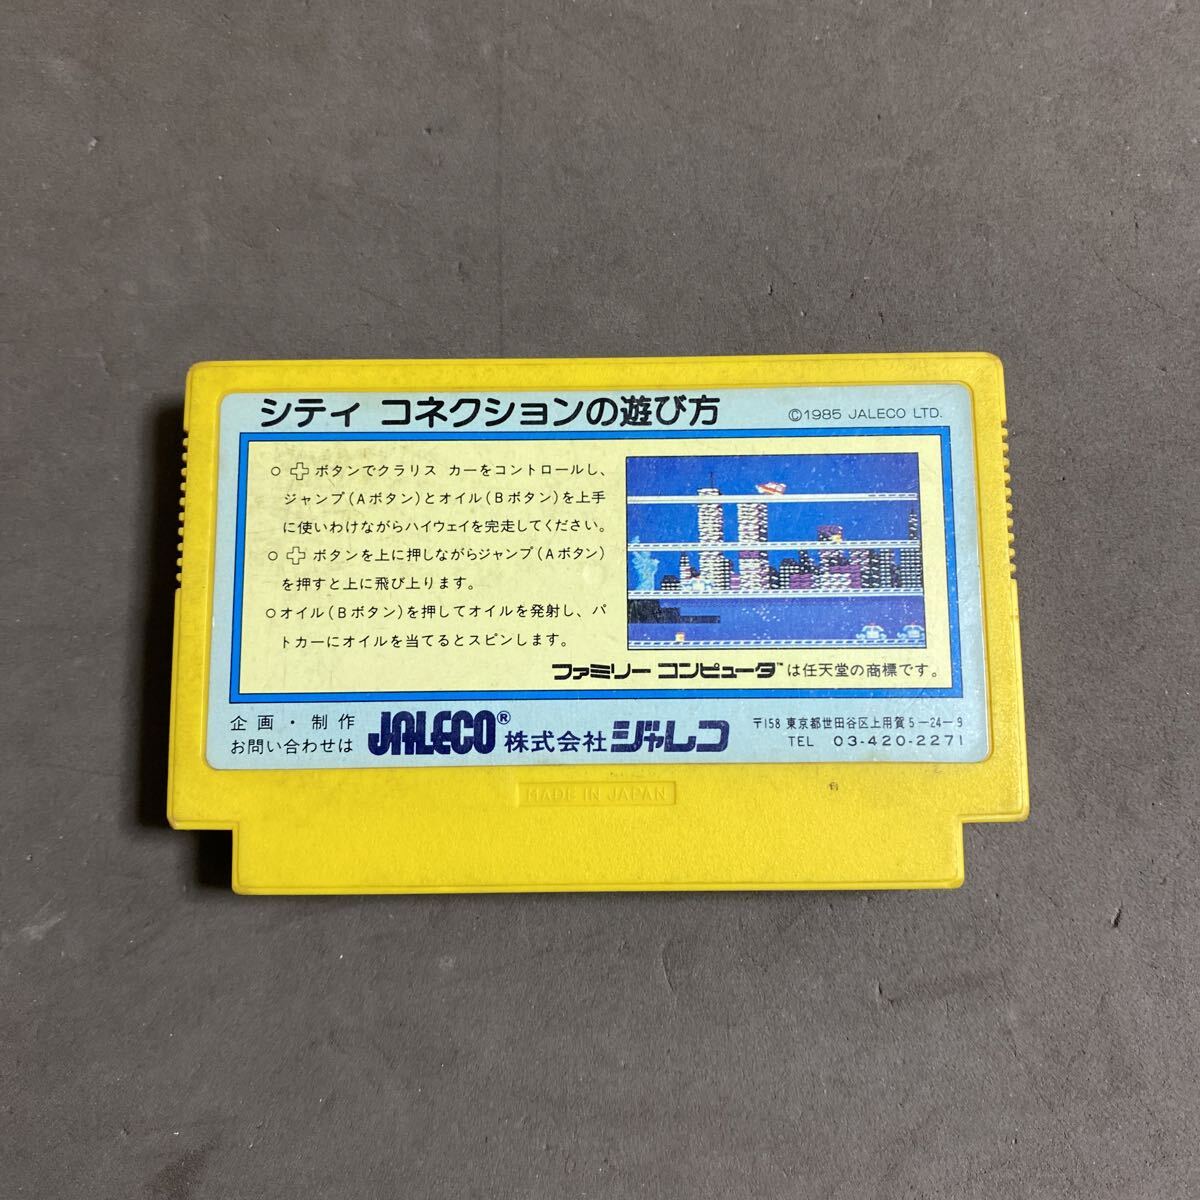 シティ コネクションの遊び方
©1985 JALECO LTD.
○ ✚ ボタンでクラリス カーをコントロールし、
ジャンプ(Aボタン)とオイル(Bボタン)を上手
に使いわけながらハイウェイを完走してください。
○ ✚ ボタンを上に押しながらジャンプ(Aボタン)
を押すと上に飛び上ります。
○オイル(Bボタン)を押してオイルを発射し、パ
トカーにオイルを当てるとスピンします。
ファミリー コンピュータ™は任天堂の商標です。
企画・制作
お問い合わせは
JALECO® 株式会社 ジャレコ
〒158 東京都世田谷区上用賀5-24-9
TEL 03-420-2271
MADE IN JAPAN